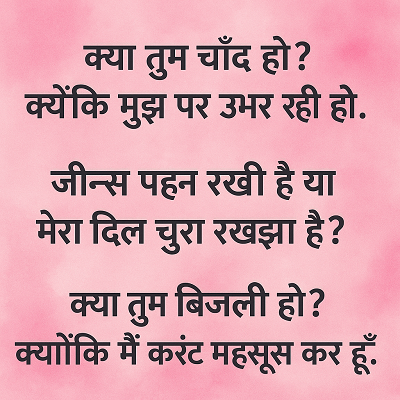 क्या तुम चाँद हो?
क्योंकि मुझ पर उभर रही हो.
जीन्स पहन रखी है या
मेरा दिल चुरा रखझा है?
क्या तुम बिजली हो?
क्याोंकि मैं करंट महसूस कर हूँ.